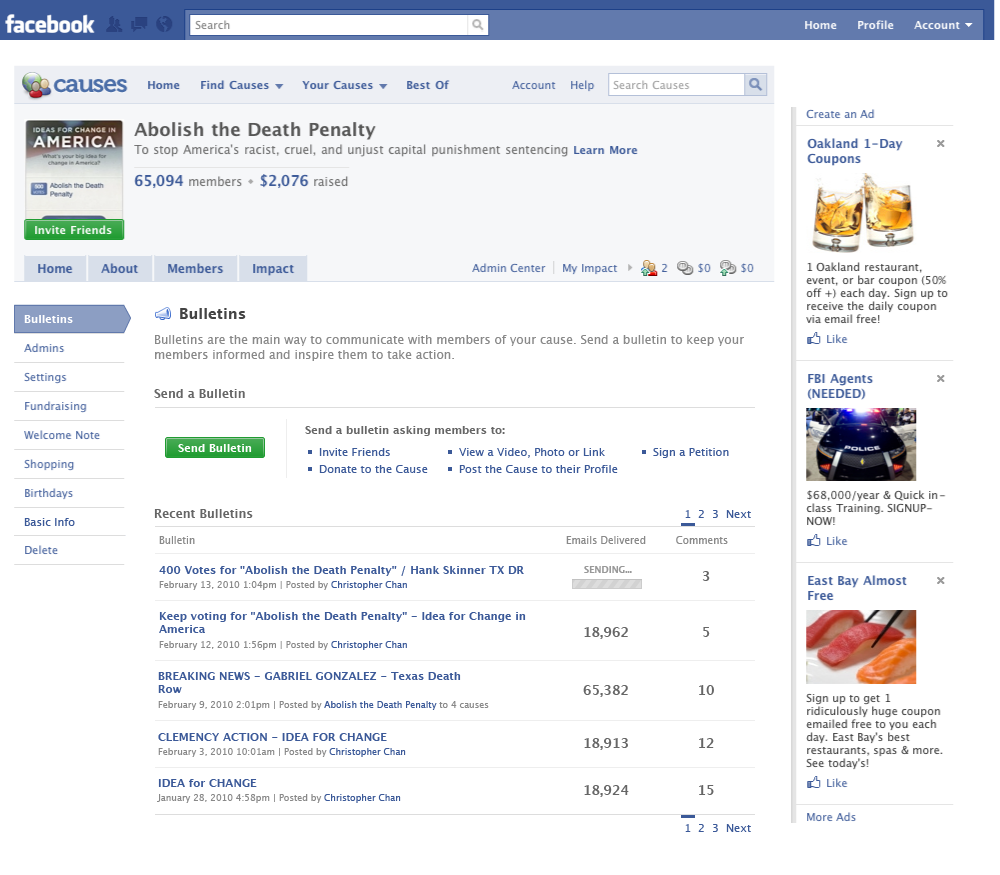 facebook
Search
Home Profile Account
causes
Home Find Causes Your Causes Best Of
Account Help Search Causes
IDEAS FOR CHANGE IN
AMERICA
What's your big idea for
change in America?
Abolish the Death
Penalty
Invite Friends
Abolish the Death Penalty
To stop America's racist, cruel, and unjust capital punishment sentencing Learn More
65,094 members • $2,076 raised
Home About Members Impact
Admin Center My Impact 2 $0 $0
Bulletins
Admins
Settings
Fundraising
Welcome Note
Shopping
Birthdays
Basic Info
Delete
Bulletins
Bulletins are the main way to communicate with members of your cause. Send a bulletin to keep your
members informed and inspire them to take action.
Send a Bulletin
Send Bulletin
Send a bulletin asking members to:
Invite Friends View a Video, Photo or Link Sign a Petition
Donate to the Cause Post the Cause to their Profile
Recent Bulletins 1 2 3 Next
Bulletin Emails Delivered Comments
400 Votes for "Abolish the Death Penalty" / Hank Skinner TX DR
February 13, 2010 1:04pm | Posted by Christopher Chan
SENDING...
3
Keep voting for "Abolish the Death Penalty" - Idea for Change in
America
February 12, 2010 1:56pm | Posted by Christopher Chan
18,962 5
BREAKING NEWS - GABRIEL GONZALEZ - Texas Death
Row
February 9, 2010 2:01pm | Posted by Abolish the Death Penalty to 4 causes
65,382 10
CLEMENCY ACTION - IDEA FOR CHANGE
February 3, 2010 10:01am | Posted by Christopher Chan
18,913 12
IDEA for CHANGE
January 28, 2010 4:58pm | Posted by Christopher Chan
18,924 15
1 2 3 Next
Create an Ad
Oakland 1-Day
Coupons
1 Oakland restaurant,
event, or bar coupon (50%
off +) each day. Sign up to
receive the daily coupon
via email free!
Like
FBI Agents
(NEEDED)
POLICE
$68,000/year & Quick in-
class Training. SIGNUP-
NOW!
Like
East Bay Almost
Free
Sign up to get 1
ridiculously huge coupon
emailed free to you each
day. East Bay's best
restaurants, spas & more.
See today's!
Like
More Ads